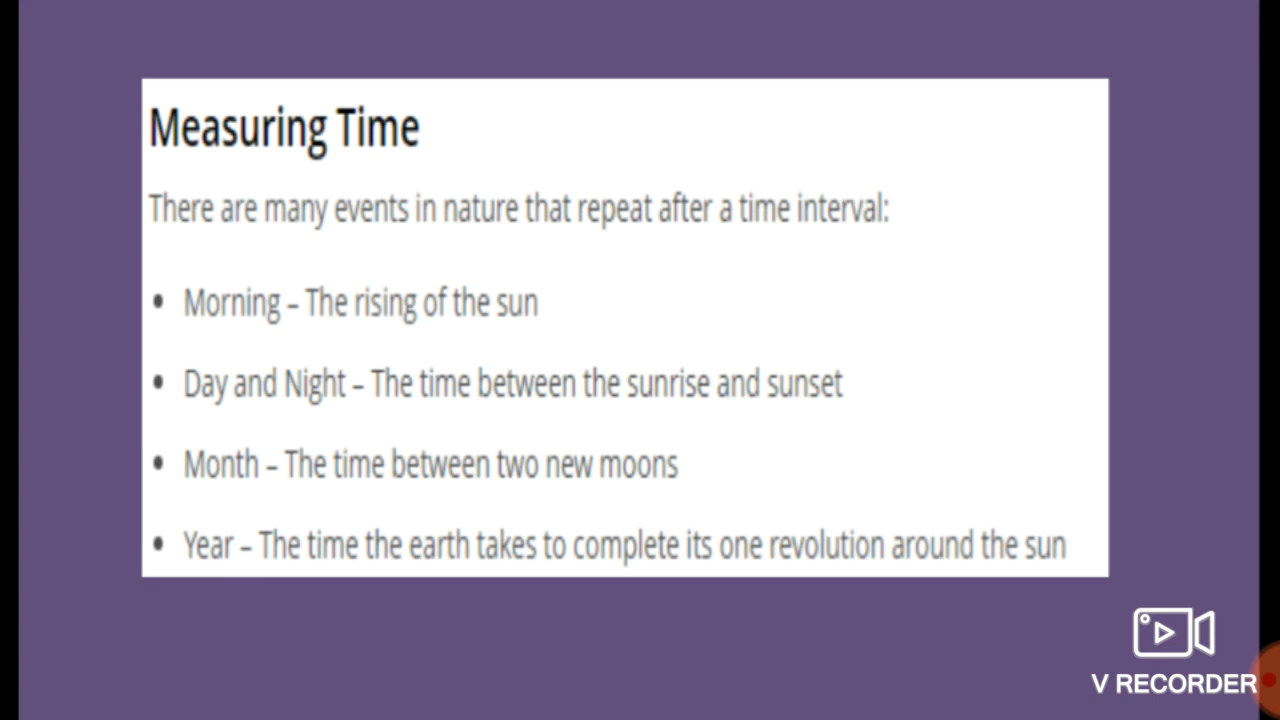 Measuring Time
There are many events in nature that repeat after a time interval:
• Morning – The rising of the sun
• Day and Night – The time between the sunrise and sunset
• Month – The time between two new moons
• Year – The time the earth takes to complete its one revolution around the sun
V RECORDER